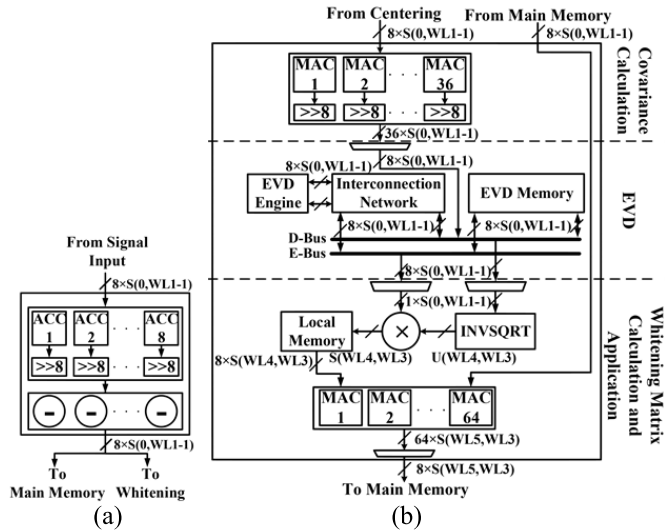 From Signal
Input
8×S(0,WL1-1)
ACC ACC · · · ACC
1 2 8
>>8 >>8 · · · >>8
- - · · · -
8×S(0,WL1-1)
To To
Main Memory Whitening
(a)
From Centering From Main Memory
8×S(0,WL1-1) 8×S(0,WL1-1)
MAC MAC · · · MAC
1 2 36
>>8 >>8 · · · >>8
36×S(0,WL1-1)
Covariance
Calculation
8×S(0,WL1-1)
8×S(0,WL1-1)
EVD
Engine
Interconnection
Network
EVD Memory
8×S(0,WL1-1) 8×S(0,WL1-1)
D-Bus
E-Bus
EVD
8×S(0,WL1-1)
1×S(0,WL1-1)
Local
Memory
×
INVSQRT
S(WL4,WL3) U(WL4,WL3)
8×S(WL4,WL3)
MAC MAC · · · MAC
1 2 64
64×S(WL5,WL3)
8×S(WL5,WL3)
Whitening Matrix
Calculation and
Application
To Main Memory
(b)